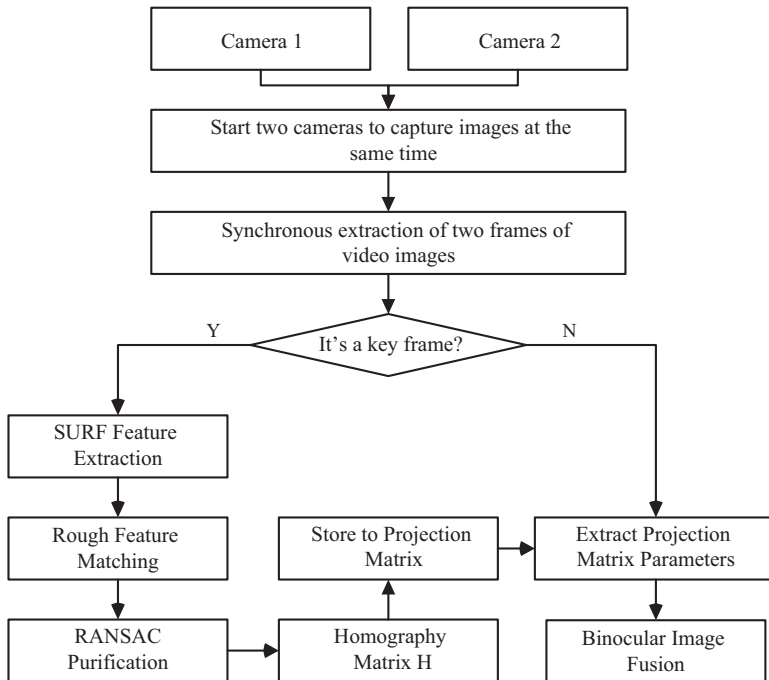 Camera 1
Camera 2
Start two cameras to capture images at the
same time
Synchronous extraction of two frames of
video images
Y
It's a key frame?
N
SURF Feature
Extraction
Rough Feature
Matching
Store to Projection
Matrix
Extract Projection
Matrix Parameters
RANSAC
Purification
Homography
Matrix H
Binocular Image
Fusion